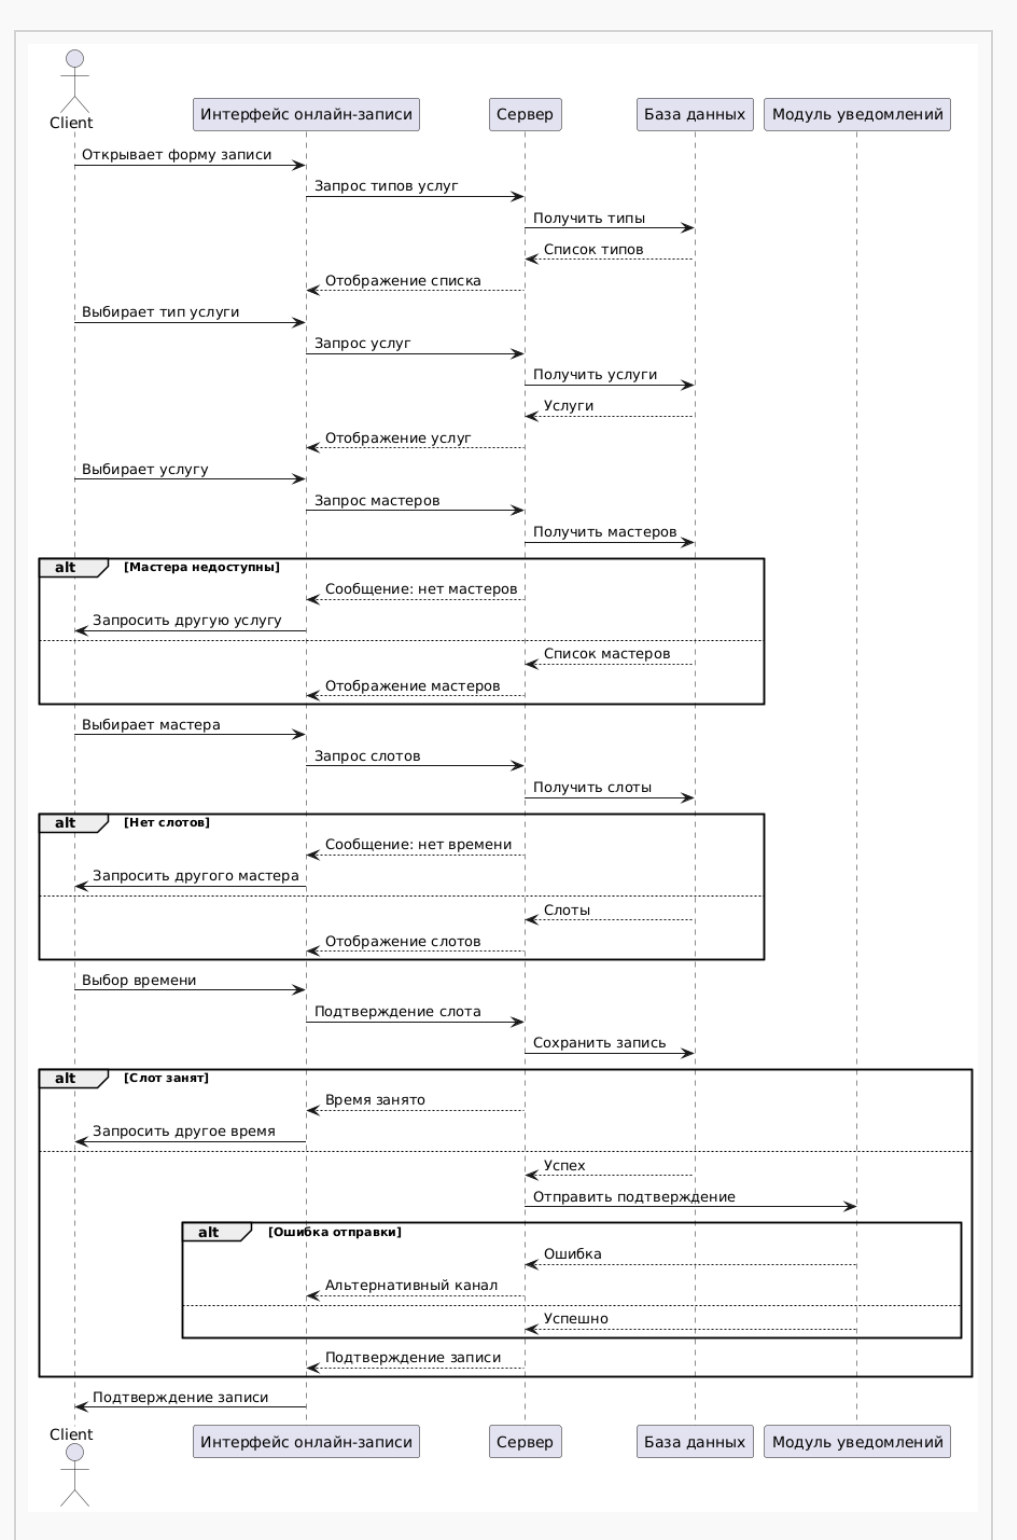 Client
Интерфейс онлайн-записи
Сервер
База данных
Модуль уведомлений
Открывает форму записи
Запрос типов услуг
Получить типы
Список типов
Отображение списка
Выбирает тип услуги
Запрос услуг
Получить услуги
Услуги
Отображение услуг
Выбирает услугу
Запрос мастеров
Получить мастеров
alt [Мастера недоступны]
Сообщение: нет мастеров
Запросить другую услугу
Список мастеров
Отображение мастеров
Выбирает мастера
Запрос слотов
Получить слоты
alt [Нет слотов]
Сообщение: нет времени
Запросить другого мастера
Слоты
Отображение слотов
Выбор времени
Подтверждение слота
Сохранить запись
alt [Слот занят]
Время занято
Запросить другое время
Успех
Отправить подтверждение
alt [Ошибка отправки]
Ошибка
Альтернативный канал
Успешно
Подтверждение записи
Подтверждение записи
Client
Интерфейс онлайн-записи
Сервер
База данных
Модуль уведомлений